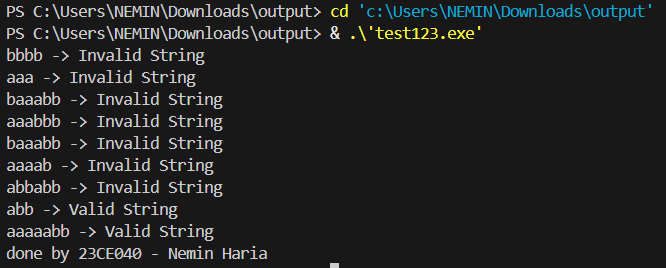 PS C:\Users\NEMIN\Downloads\output> cd 'c:\Users\NEMIN\Downloads\output'
PS C:\Users\NEMIN\Downloads\output> & .\'test123.exe'
bbbb -> Invalid String
aaa -> Invalid String
baaabb -> Invalid String
aaabbb -> Invalid String
baaabb -> Invalid String
aaaab -> Invalid String
abbabb -> Invalid String
abb -> Valid String
aaaaabb -> Valid String
done by 23CE040 - Nemin Haria